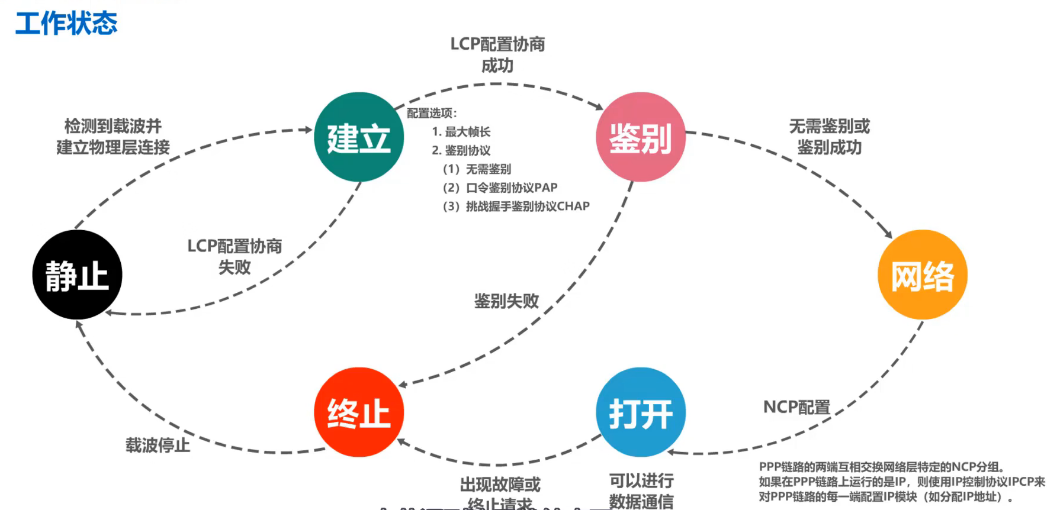 工作状态
LCP配置协商
成功
检测到载波并
建立物理层连接
建立
配置选项：
1. 最大帧长
2. 鉴别协议
（1）无需鉴别
（2）口令鉴别协议PAP
（3）挑战握手鉴别协议CHAP
鉴别
无需鉴别或
鉴别成功
LCP配置协商
失败
静止
鉴别失败
网络
终止
打开
NCP配置
载波停止
出现故障或
终止请求
可以进行
数据通信
PPP链路的两端互相交换网络层特定的NCP分组。
如果在PPP链路上运行的是IP，则使用IP控制协议IPCP来
对PPP链路的每一端配置IP模块（如分配IP地址）。